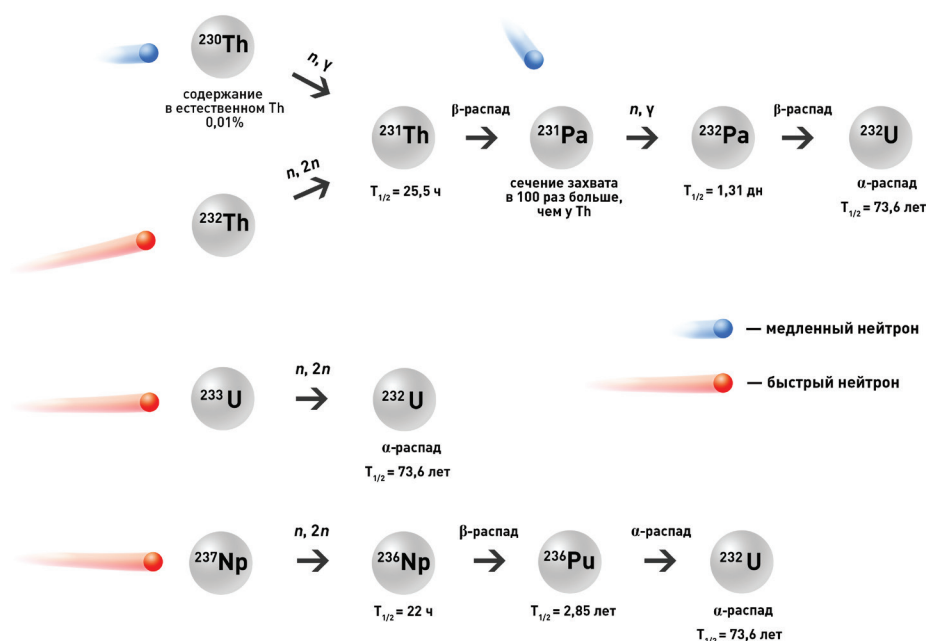 ²³⁰Th
содержание
в естественном Th
0,01%
n, γ
n, 2n
²³²Th
²³¹Th
T₁/₂ = 25,5 ч
β-распад
²³¹Pa
сечение захвата
в 100 раз больше,
чем у Th
n, γ
²³²Pa
T₁/₂ = 1,31 дн
β-распад
²³²U
α-распад
T₁/₂ = 73,6 лет
— медленный нейтрон
— быстрый нейтрон
²³³U
n, 2n
²³²U
α-распад
T₁/₂ = 73,6 лет
²³⁷Np
n, 2n
²³⁶Np
T₁/₂ = 22 ч
β-распад
²³⁶Pu
T₁/₂ = 2,85 лет
α-распад
²³²U
α-распад
T₁/₂ = 73,6 лет